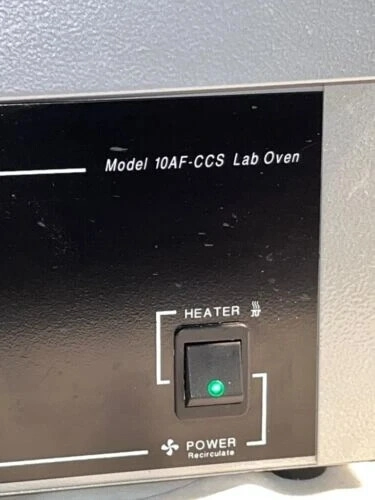 Model 10AF-CCS Lab Oven
HEATER
POWER
Recirculate